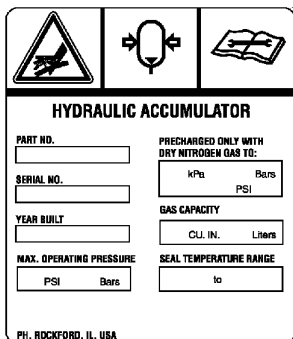 HYDRAULIC ACCUMULATOR
PART NO.
SERIAL NO.
YEAR BUILT
MAX. OPERATING PRESSURE
PSI Bars
PRECHARGED ONLY WITH
DRY NITROGEN GAS TO:
kPa Bars
PSI
GAS CAPACITY
CU. IN. Liters
SEAL TEMPERATURE RANGE
to
PH. ROCKFORD. IL. USA